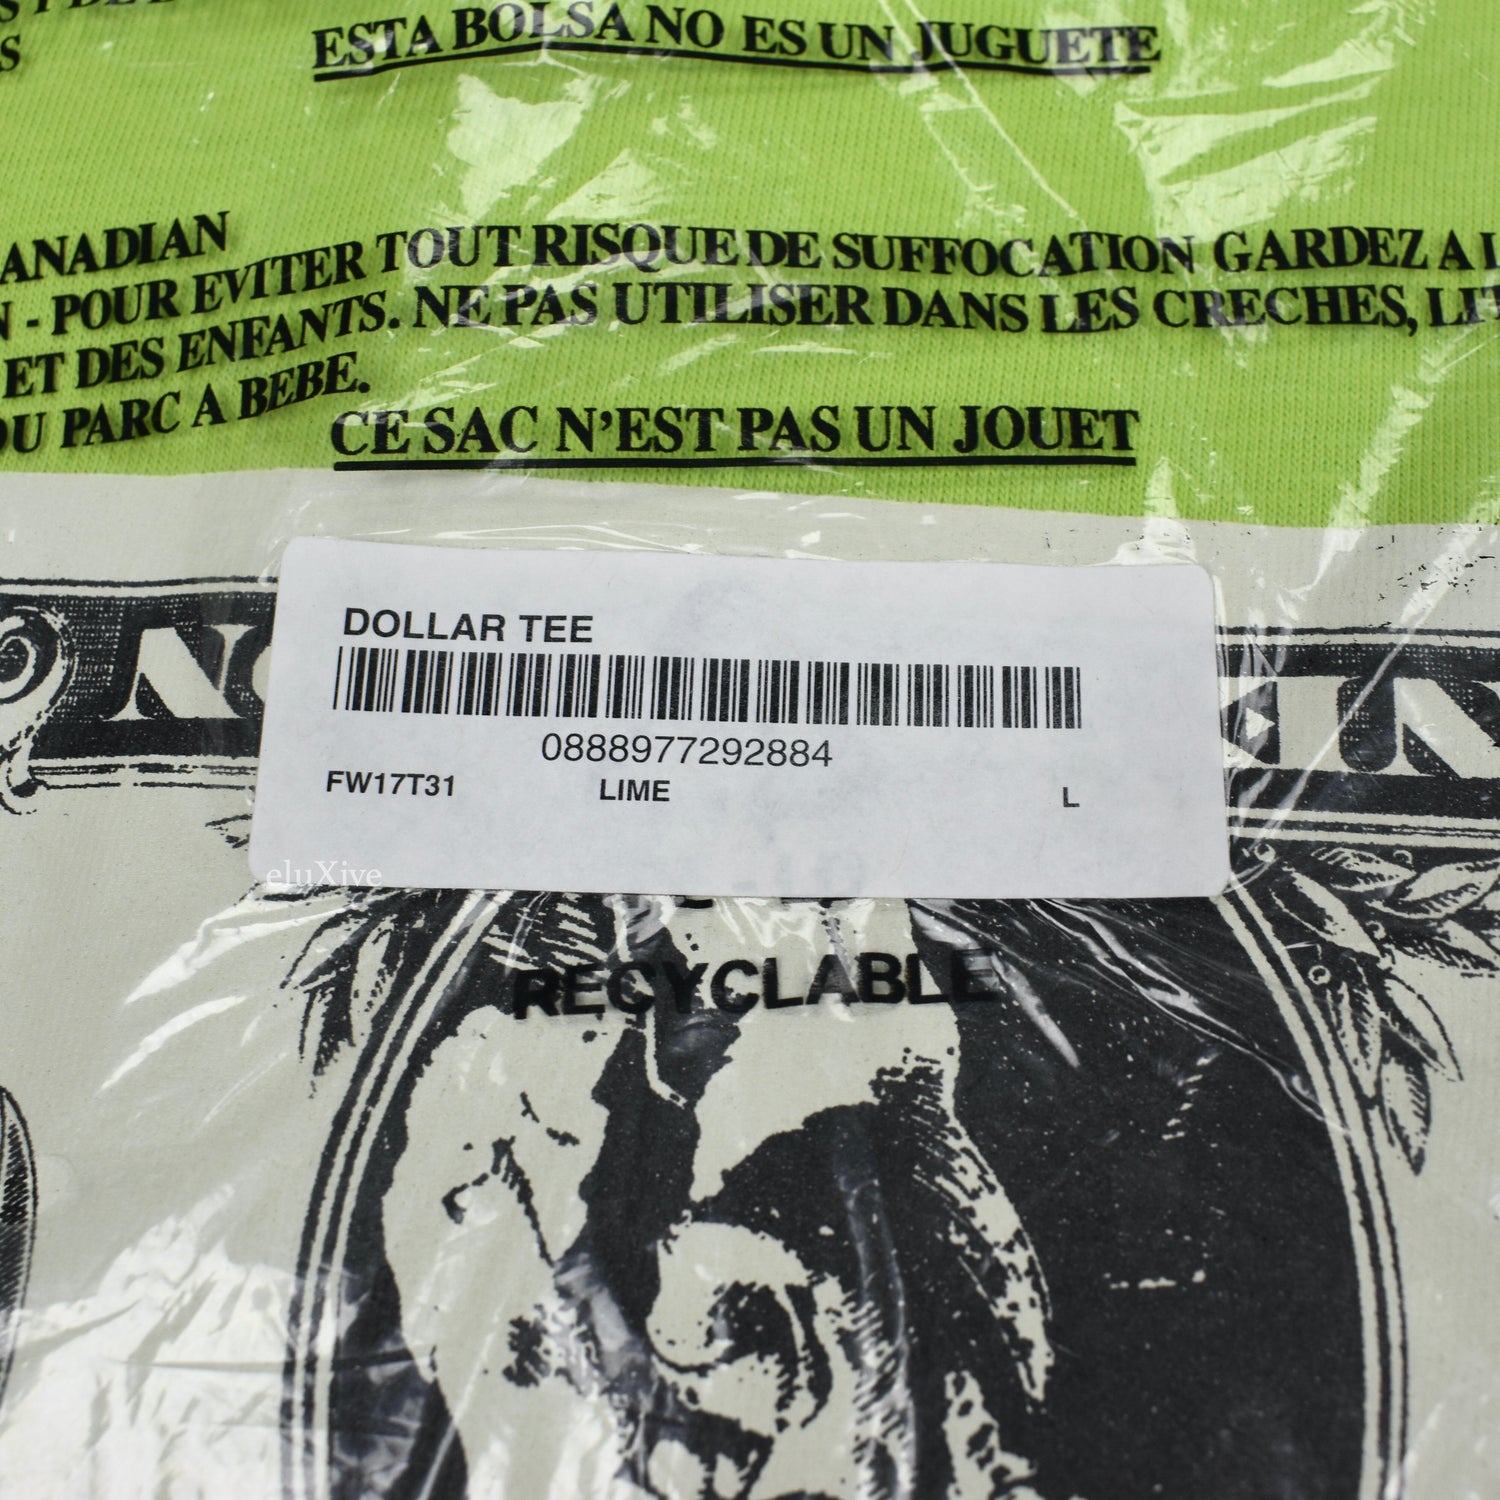 ESTA BOLSA NO ES UN JUGUETE
ANADIAN
N - POUR EVITER TOUT RISQUE DE SUFFOCATION GARDEZ A L
ET DES ENFANTS. NE PAS UTILISER DANS LES CRECHES, LIT
OU PARC A BEBE.
CE SAC N'EST PAS UN JOUET
DOLLAR TEE
0888977292884
FW17T31 LIME L
eluXive
RECYCLABLE